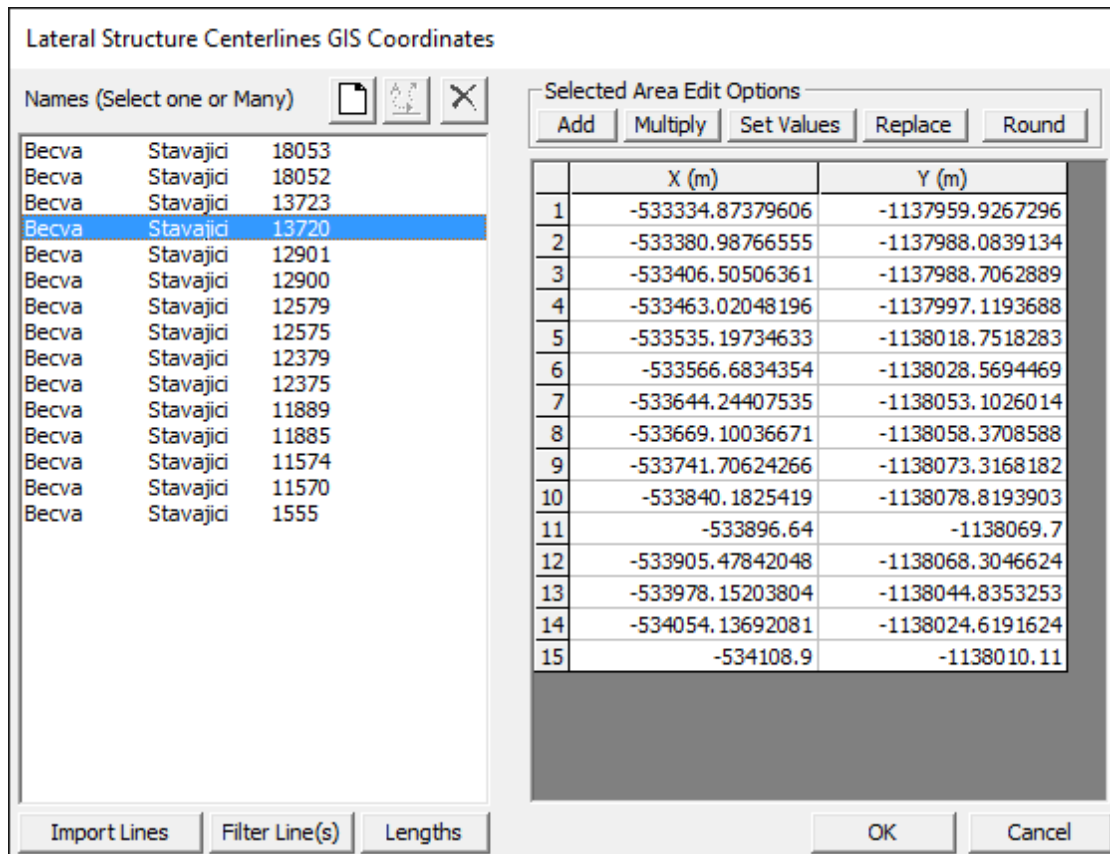 Lateral Structure Centerlines GIS Coordinates
Names (Select one or Many)
Becva Stavajici 18053
Becva Stavajici 18052
Becva Stavajici 13723
Becva Stavajici 13720
Becva Stavajici 12901
Becva Stavajici 12900
Becva Stavajici 12579
Becva Stavajici 12575
Becva Stavajici 12379
Becva Stavajici 12375
Becva Stavajici 11889
Becva Stavajici 11885
Becva Stavajici 11574
Becva Stavajici 11570
Becva Stavajici 1555
Import Lines Filter Line(s) Lengths
Selected Area Edit Options
Add Multiply Set Values Replace Round
X (m) Y (m)
1 -533334.87379606 -1137959.9267296
2 -533380.98766555 -1137988.0839134
3 -533406.50506361 -1137988.7062889
4 -533463.02048196 -1137997.1193688
5 -533535.19734633 -1138018.7518283
6 -533566.6834354 -1138028.5694469
7 -533644.24407535 -1138053.1026014
8 -533669.10036671 -1138058.3708588
9 -533741.70624266 -1138073.3168182
10 -533840.1825419 -1138078.8193903
11 -533896.64 -1138069.7
12 -533905.47842048 -1138068.3046624
13 -533978.15203804 -1138044.8353253
14 -534054.13692081 -1138024.6191624
15 -534108.9 -1138010.11
OK Cancel